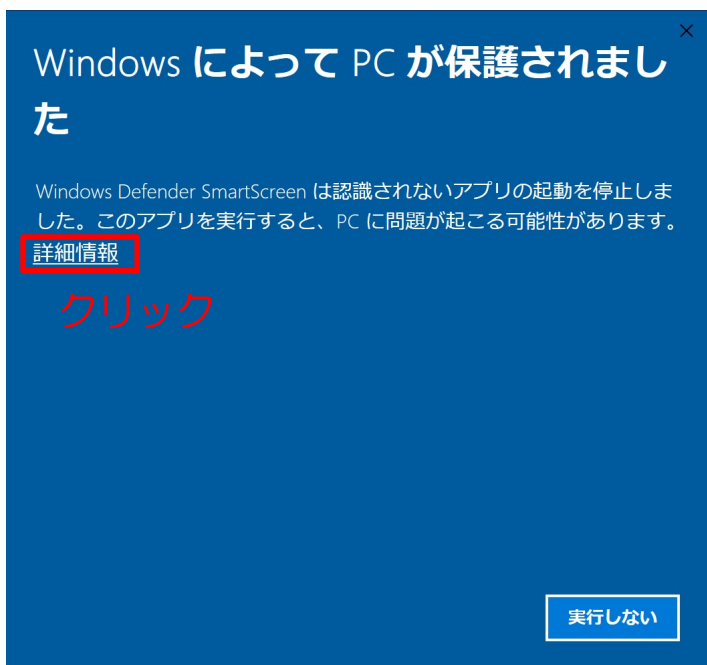 Windows によって PC が保護されまし
た
Windows Defender SmartScreen は認識されないアプリの起動を停止しま
した。このアプリを実行すると、PC に問題が起こる可能性があります。
詳細情報
クリック
実行しない